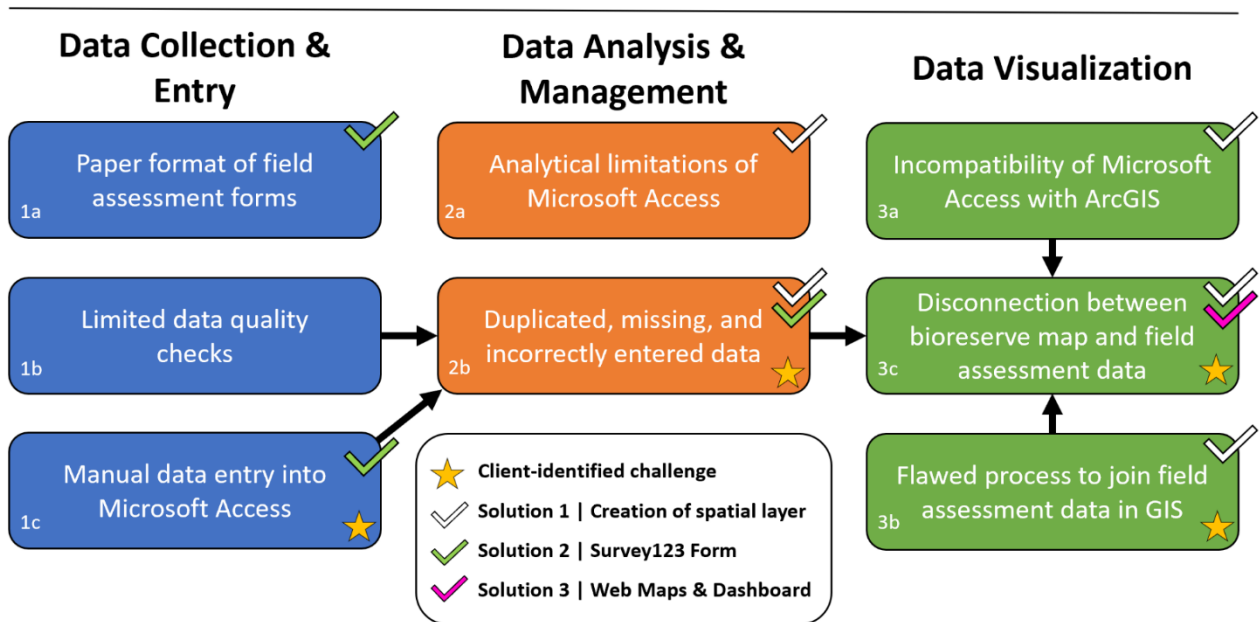 Data Collection &
Entry
Data Analysis &
Management
Data Visualization
Paper format of field
assessment forms
1a
Analytical limitations of
Microsoft Access
2a
Incompatibility of Microsoft
Access with ArcGIS
3a
Limited data quality
checks
1b
Duplicated, missing, and
incorrectly entered data
2b
Disconnection between
bioreserve map and field
assessment data
3c
Manual data entry into
Microsoft Access
1c
Client-identified challenge
Solution 1 | Creation of spatial layer
Solution 2 | Survey123 Form
Solution 3 | Web Maps & Dashboard
Flawed process to join field
assessment data in GIS
3b